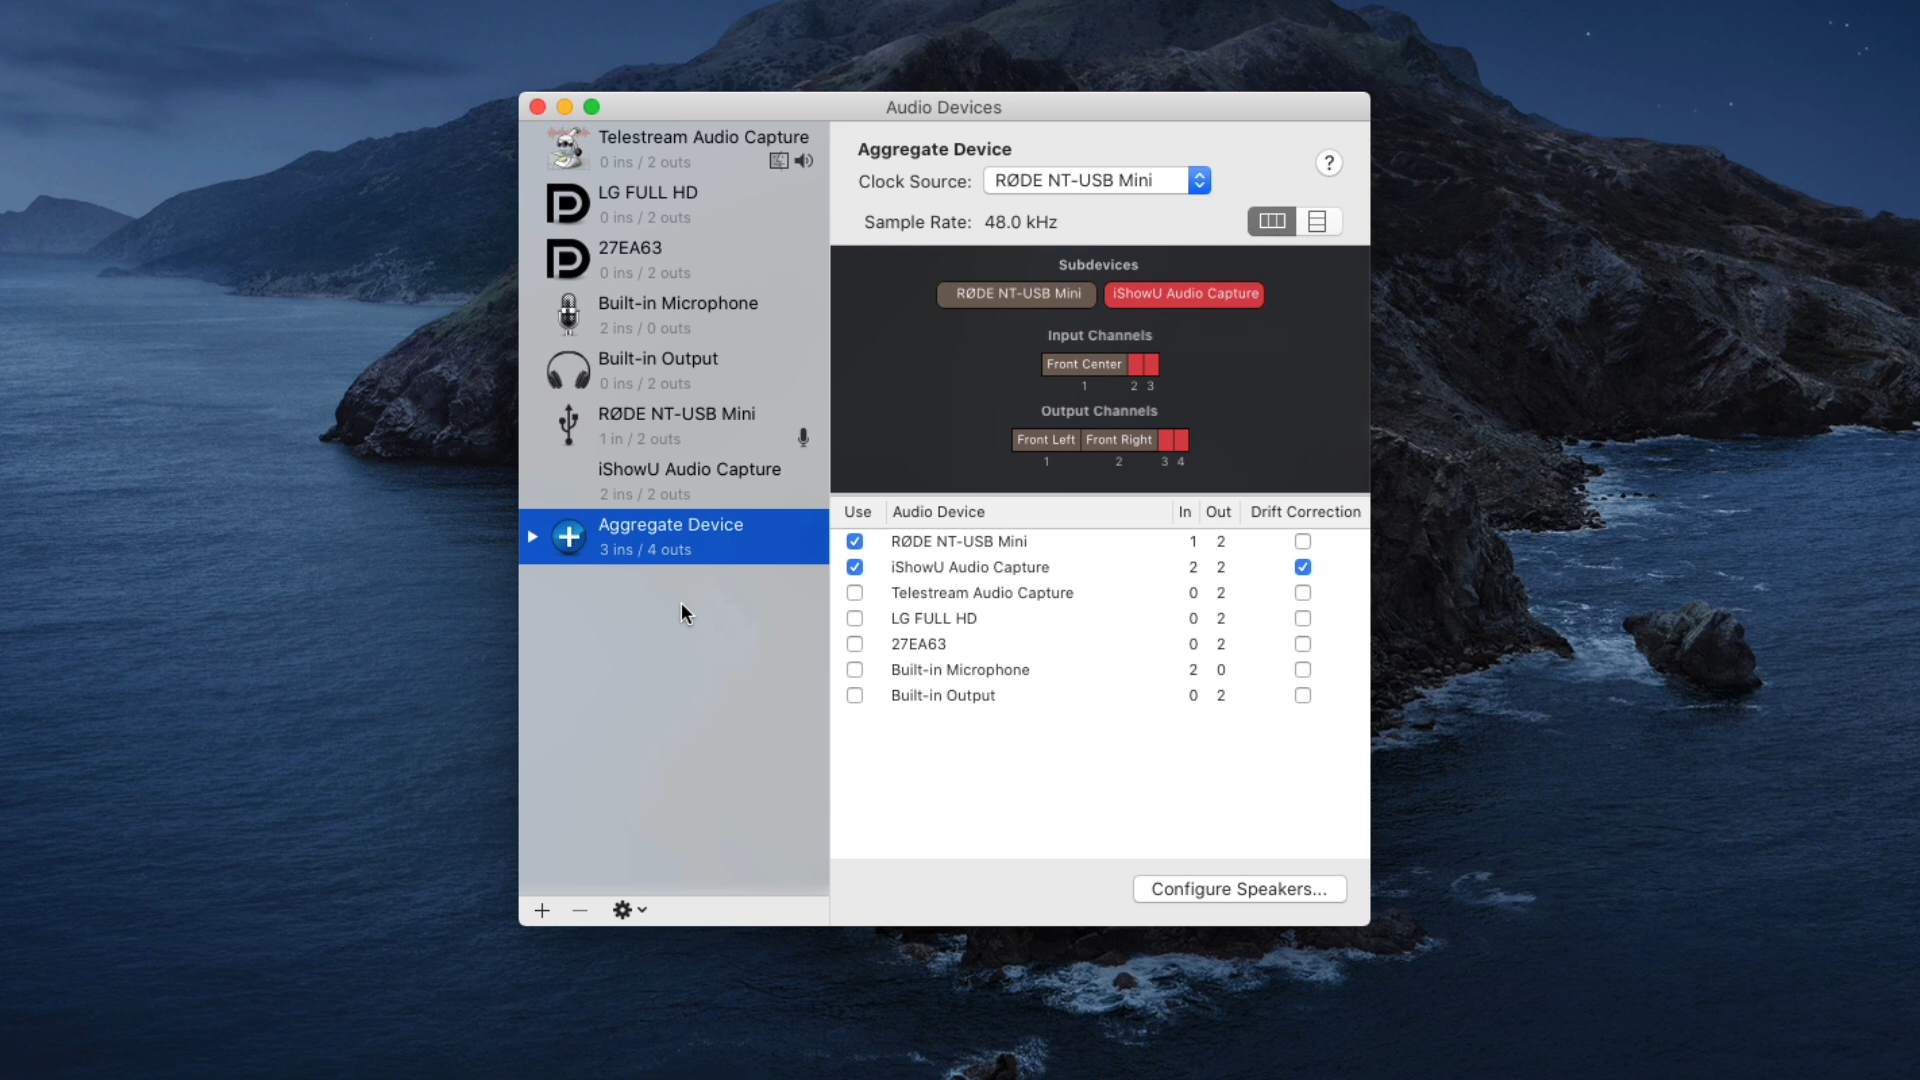 Audio Devices
Telestream Audio Capture
0 ins / 2 outs
LG FULL HD
0 ins / 2 outs
27EA63
0 ins / 2 outs
Built-in Microphone
2 ins / 0 outs
Built-in Output
0 ins / 2 outs
RØDE NT-USB Mini
1 in / 2 outs
iShowU Audio Capture
2 ins / 2 outs
Aggregate Device
3 ins / 4 outs
Aggregate Device
?
Clock Source: RØDE NT-USB Mini
Sample Rate: 48.0 kHz
Subdevices
RØDE NT-USB Mini iShowU Audio Capture
Input Channels
Front Center
1 2 3
Output Channels
Front Left Front Right
1 2 3 4
Use Audio Device In Out Drift Correction
RØDE NT-USB Mini 1 2
iShowU Audio Capture 2 2
Telestream Audio Capture 0 2
LG FULL HD 0 2
27EA63 0 2
Built-in Microphone 2 0
Built-in Output 0 2
Configure Speakers...